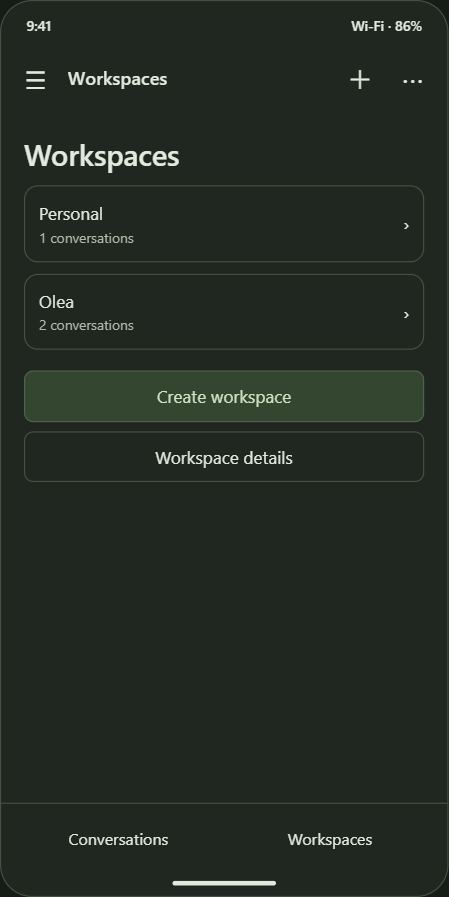 9:41
Wi-Fi · 86%
Workspaces
Workspaces
Personal
1 conversations
Olea
2 conversations
Create workspace
Workspace details
Conversations
Workspaces